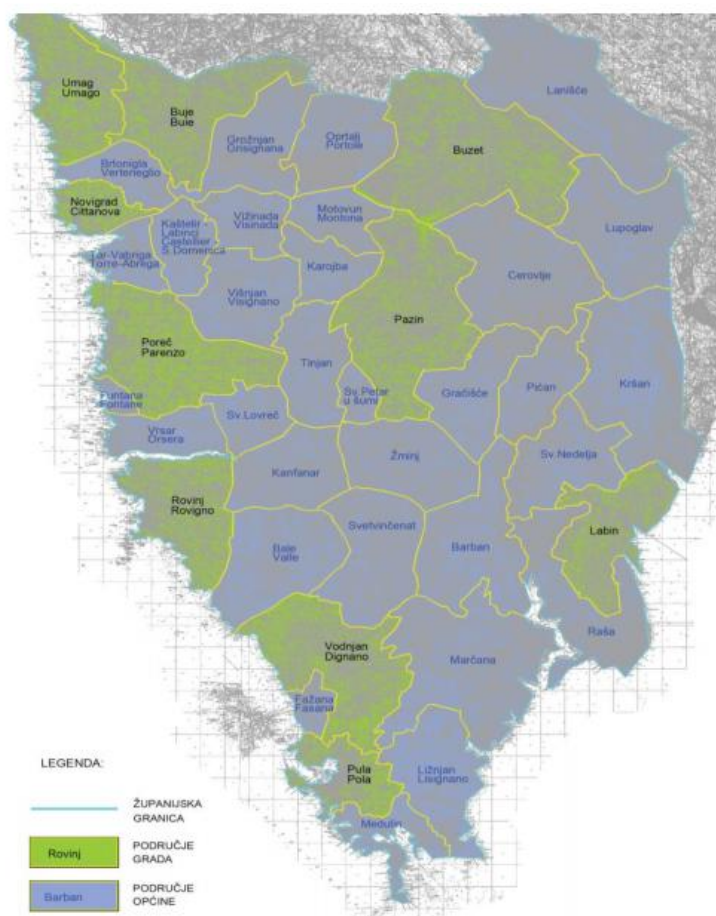 Umag
Umago
Buje
Buie
Grožnjan
Grisignana
Oprtalj
Portole
Buzet
Lanišće
Brtonigla
Verteneglio
Novigrad
Cittanova
Kaštelir -
Labinci
Castellier
S.Domenica
Vižinada
Visinada
Motovun
Montona
Lupoglav
Tar-Vabriga
Torre-Abrega
Karojba
Cerovlje
Višnjan
Visignano
Pazin
Poreč
Parenzo
Tinjan
Sv.Petar
u šumi
Gračišće
Pićan
Kršan
Funtana
Fontane
Vrsar
Orsera
Sv.Lovreč
Kanfanar
Žminj
Sv.Nedelja
Rovinj
Rovigno
Svetvinčenat
Labin
Bale
Valle
Barban
Raša
Vodnjan
Dignano
Marčana
Fažana
Fasana
Pula
Pola
Ližnjan
Lisignano
Medulin
LEGENDA:
ŽUPANIJSKA
GRANICA
Rovinj
PODRUČJE
GRADA
Barban
PODRUČJE
OPĆINE